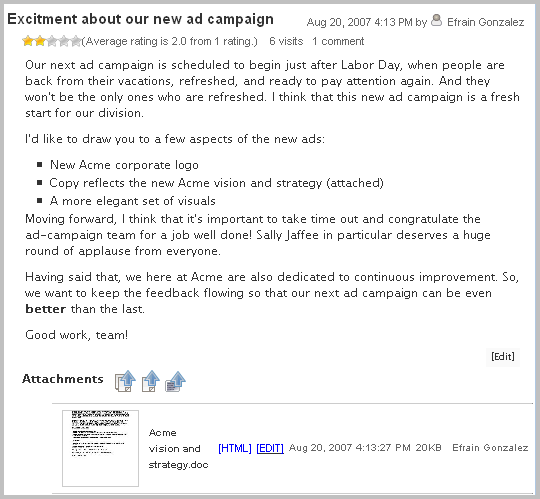 Excitment about our new ad campaign Aug 20, 2007 4:13 PM by Efrain Gonzalez
(Average rating is 2.0 from 1 rating.) 6 visits 1 comment
Our next ad campaign is scheduled to begin just after Labor Day, when people are
back from their vacations, refreshed, and ready to pay attention again. And they
won't be the only ones who are refreshed. I think that this new ad campaign is a fresh
start for our division.
I'd like to draw you to a few aspects of the new ads:
New Acme corporate logo
Copy reflects the new Acme vision and strategy (attached)
A more elegant set of visuals
Moving forward, I think that it's important to take time out and congratulate the
ad-campaign team for a job well done! Sally Jaffee in particular deserves a huge
round of applause from everyone.
Having said that, we here at Acme are also dedicated to continuous improvement. So,
we want to keep the feedback flowing so that our next ad campaign can be even
better than the last.
Good work, team!
[Edit]
Attachments
Acme
vision and
strategy.doc
[HTML] [EDIT] Aug 20, 2007 4:13:27 PM 20KB Efrain Gonzalez